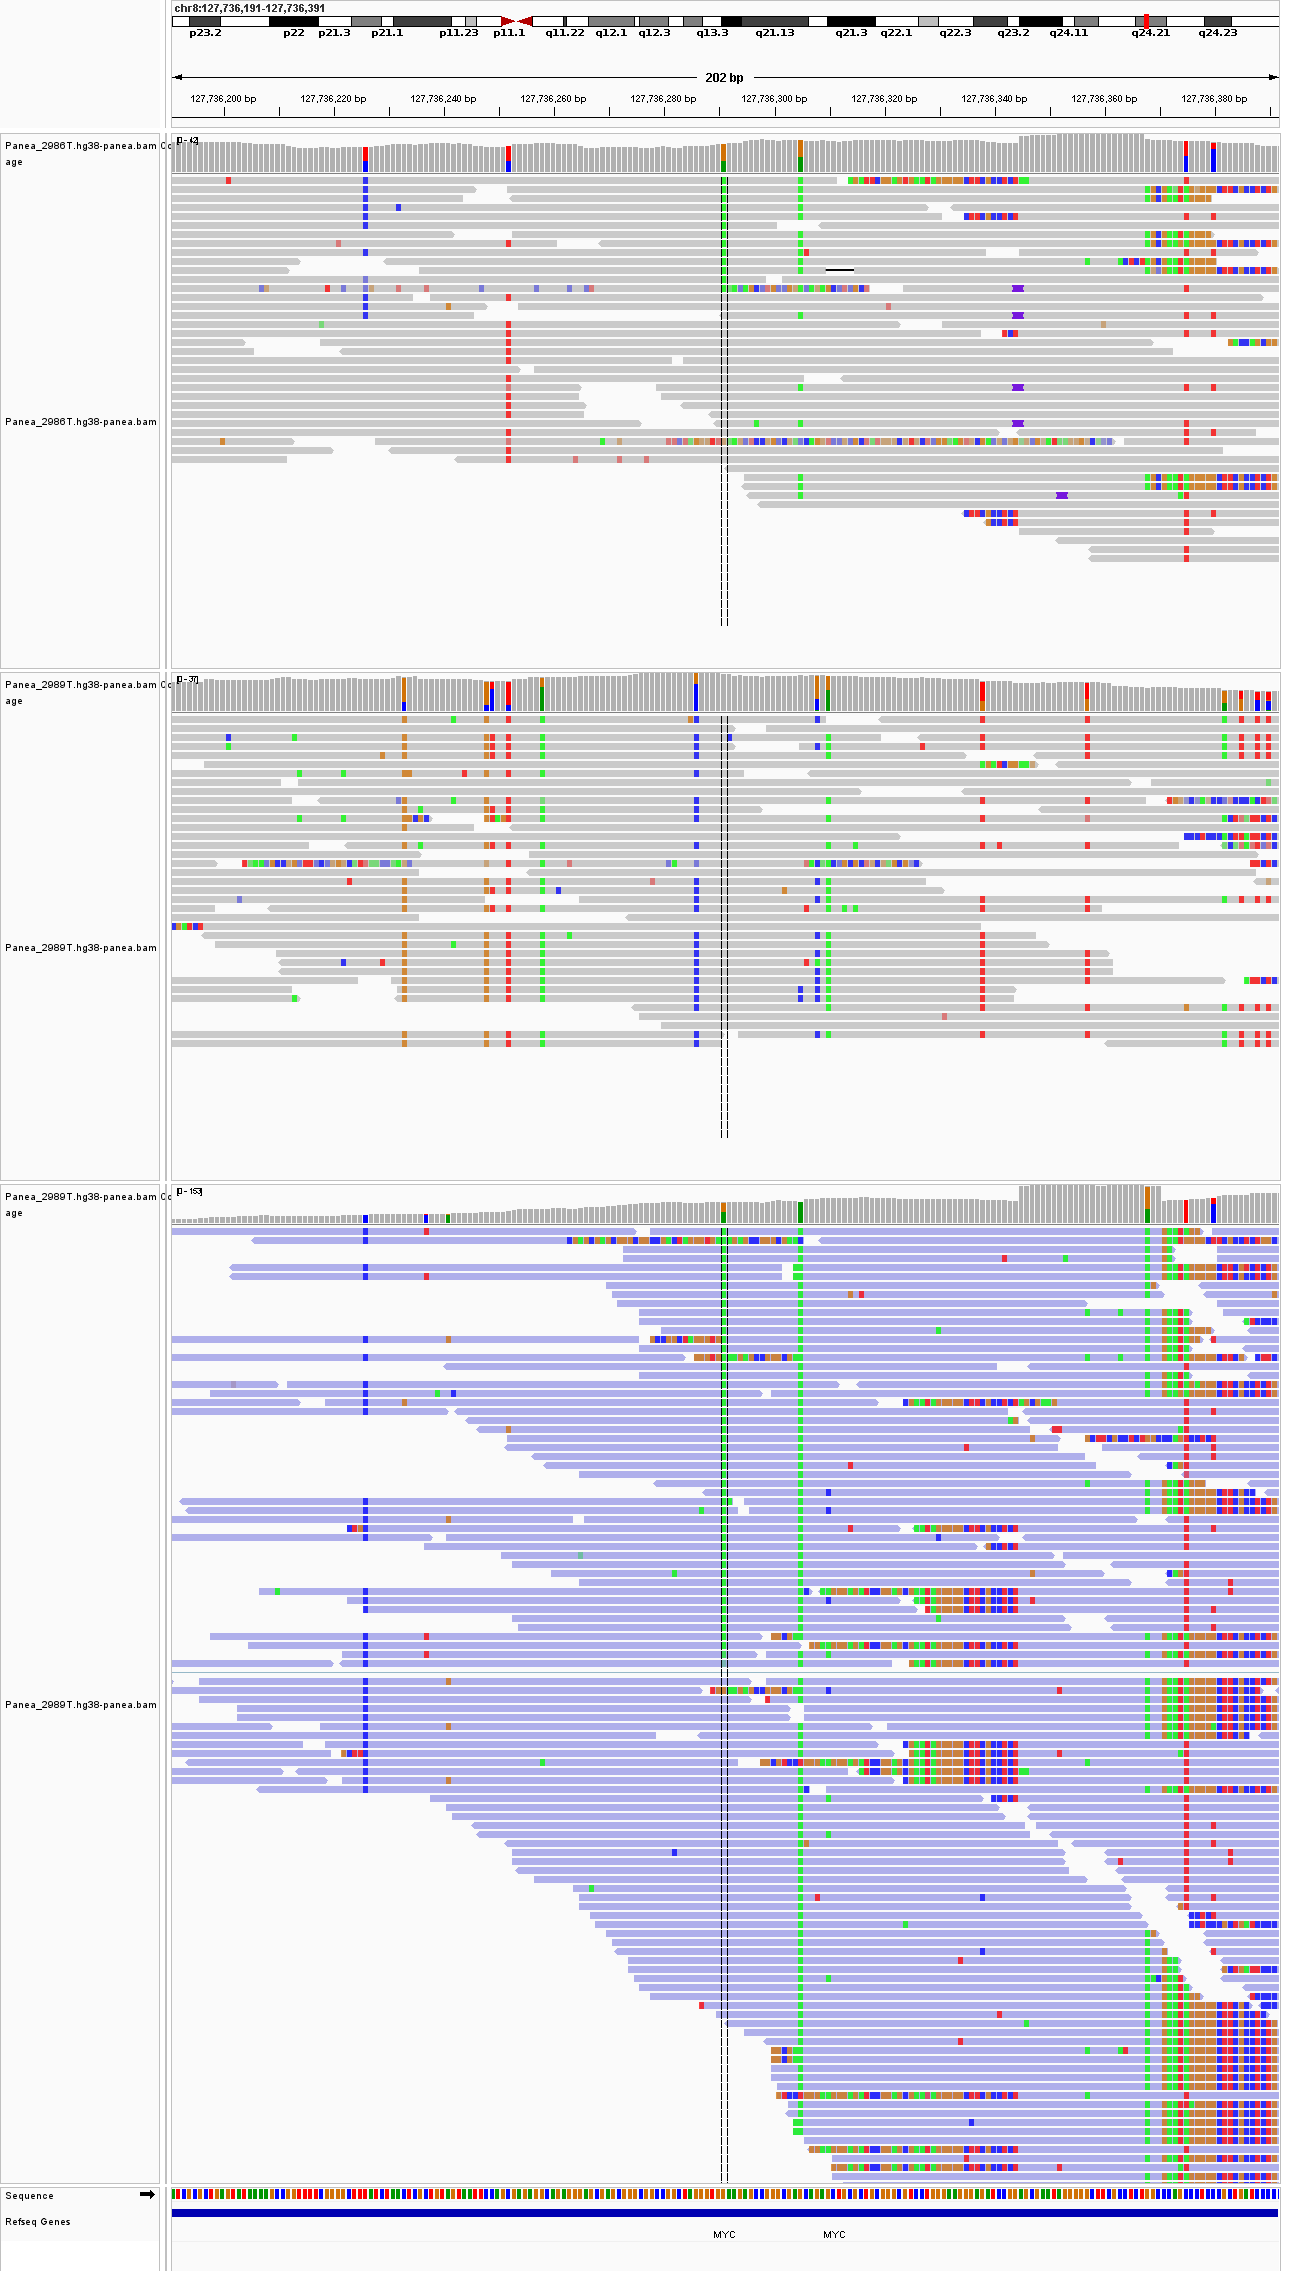 chr8:127,736,191-127,736,391
p23.2 p22 p21.3 p21.1 p11.23 p11.1 q11.22 q12.1 q12.3 q13.3 q21.13 q21.3 q22.1 q22.3 q23.2 q24.11 q24.21 q24.23
202 bp
127,736,200 bp 127,736,220 bp 127,736,240 bp 127,736,260 bp 127,736,280 bp 127,736,300 bp 127,736,320 bp 127,736,340 bp 127,736,360 bp 127,736,380 bp
[0 - 42]
Panea_2986T.hg38-panea.bam Co
age
Panea_2986T.hg38-panea.bam
[0 - 37]
Panea_2989T.hg38-panea.bam Co
age
Panea_2989T.hg38-panea.bam
[0 - 153]
Panea_2989T.hg38-panea.bam Co
age
Panea_2989T.hg38-panea.bam
Sequence
Refseq Genes
MYC MYC